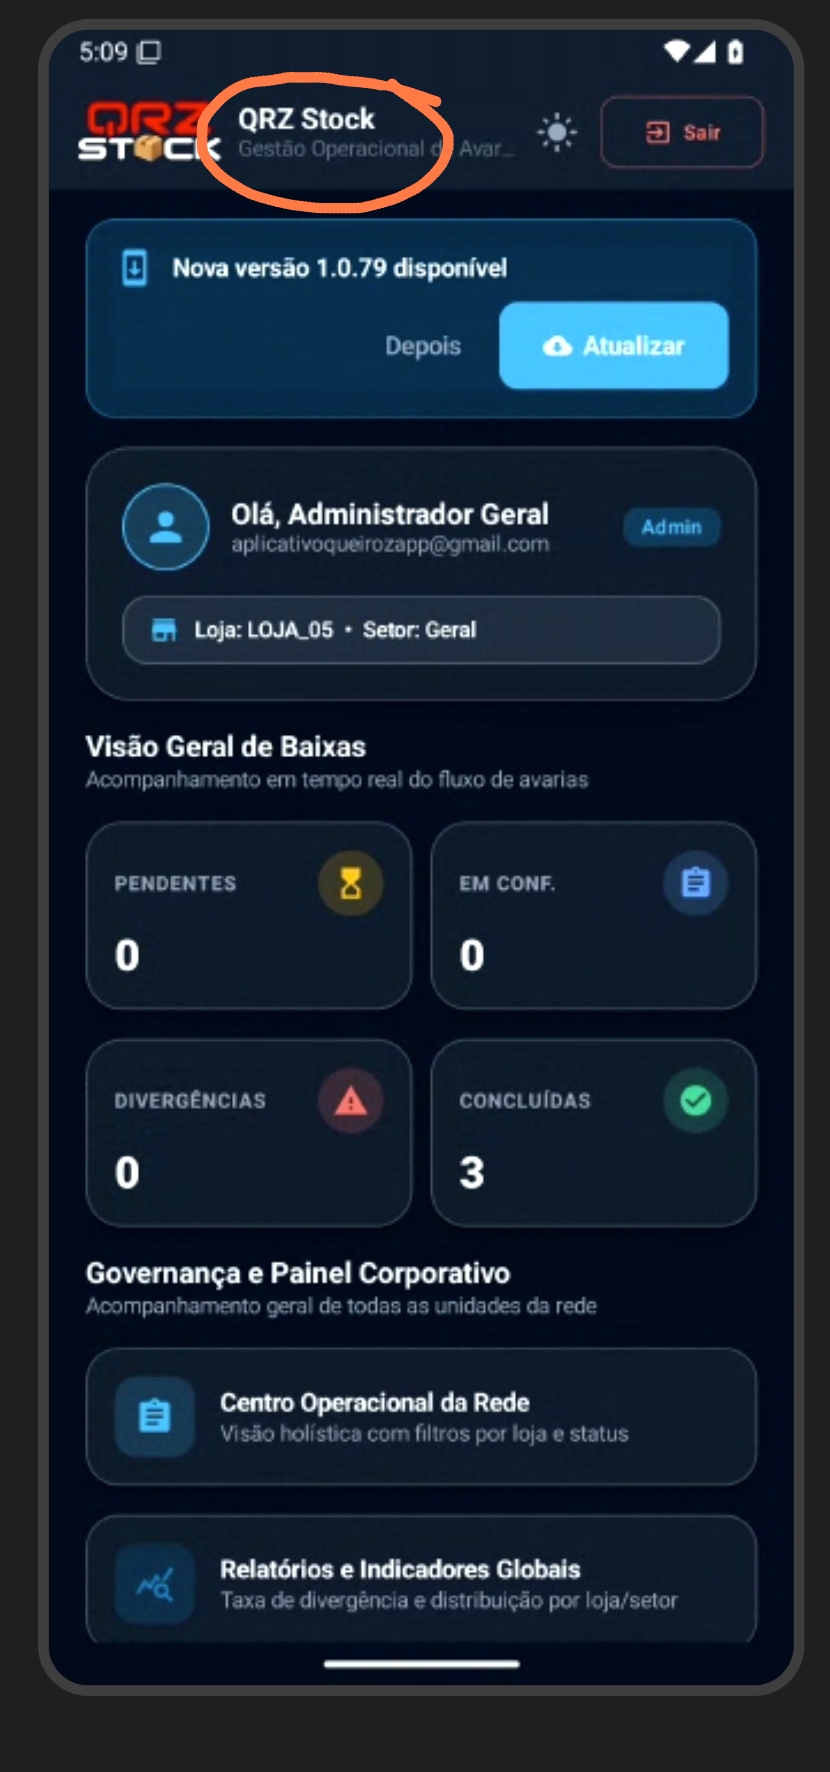 5:09
QRZ
STOCK
QRZ Stock
Gestão Operacional de Avar...
Sair
Nova versão 1.0.79 disponível
Depois
Atualizar
Olá, Administrador Geral
aplicativoqueirozapp@gmail.com
Admin
Loja: LOJA_05 • Setor: Geral
Visão Geral de Baixas
Acompanhamento em tempo real do fluxo de avarias
PENDENTES
0
EM CONF.
0
DIVERGÊNCIAS
0
CONCLUÍDAS
3
Governança e Painel Corporativo
Acompanhamento geral de todas as unidades da rede
Centro Operacional da Rede
Visão holística com filtros por loja e status
Relatórios e Indicadores Globais
Taxa de divergência e distribuição por loja/setor